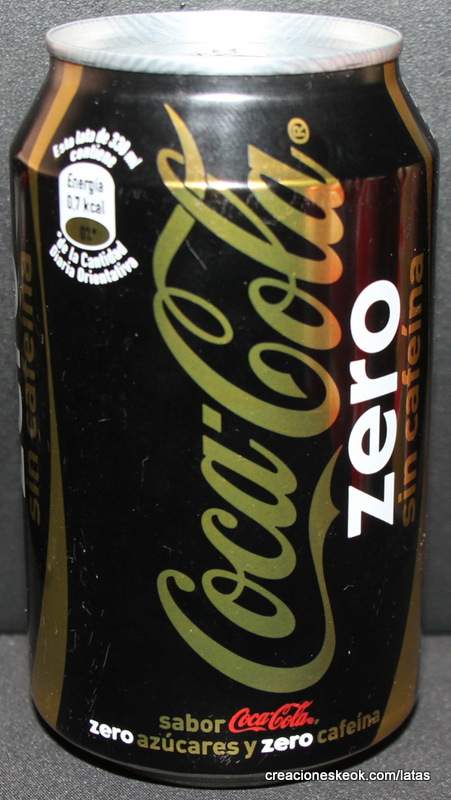 Esta lata de 330 ml
contiene
Energía
0.7 kcal
0%*
*de la Cantidad
Diaria Orientativa
Coca-Cola®
zero
sin cafeína
sin cafeína
sabor Coca-Cola®
zero azúcares y zero cafeína
creacioneskeok.com/latas